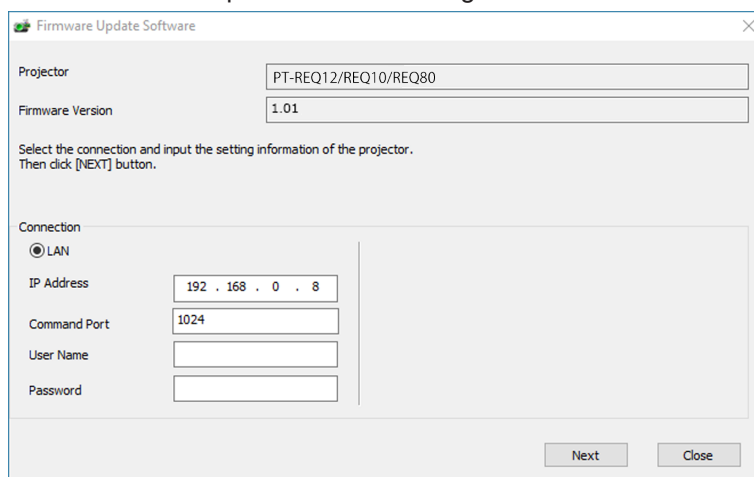 Firmware Update Software
Projector
PT-REQ12/REQ10/REQ80
Firmware Version
1.01
Select the connection and input the setting information of the projector.
Then click [NEXT] button.
Connection
LAN
IP Address
192 . 168 . 0 . 8
Command Port
1024
User Name
Password
Next
Close